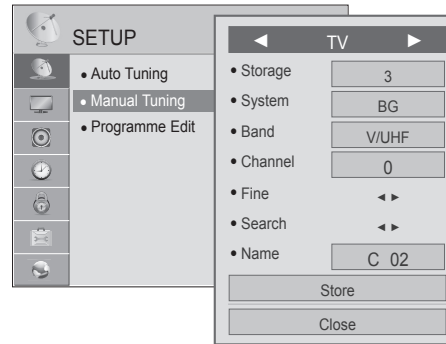 SETUP
• Auto Tuning
• Manual Tuning
• Programme Edit
◄ TV ►
• Storage 3
• System BG
• Band V/UHF
• Channel 0
• Fine ◄ ►
• Search ◄ ►
• Name C 02
Store
Close